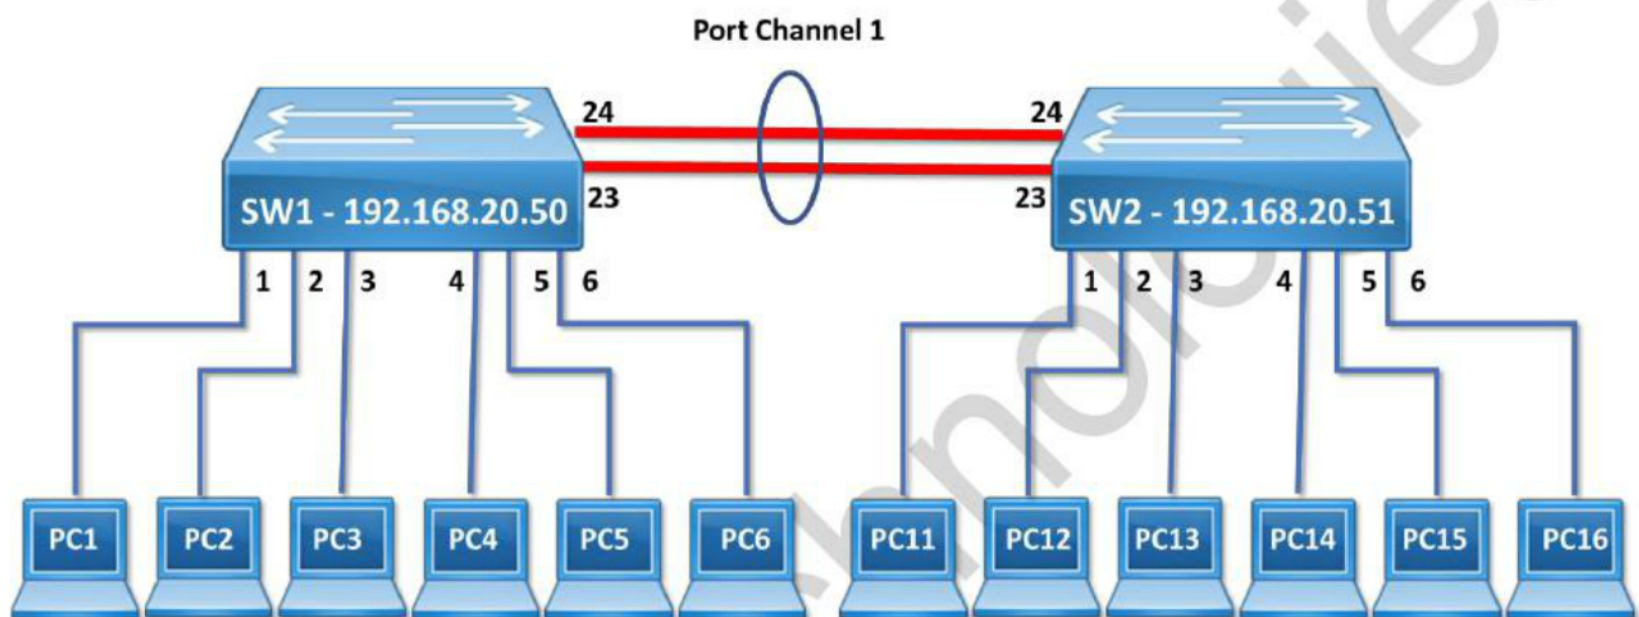 Port Channel 1
24 24
23 23
SW1 - 192.168.20.50 SW2 - 192.168.20.51
1 2 3 4 5 6 1 2 3 4 5 6
PC1 PC2 PC3 PC4 PC5 PC6 PC11 PC12 PC13 PC14 PC15 PC16